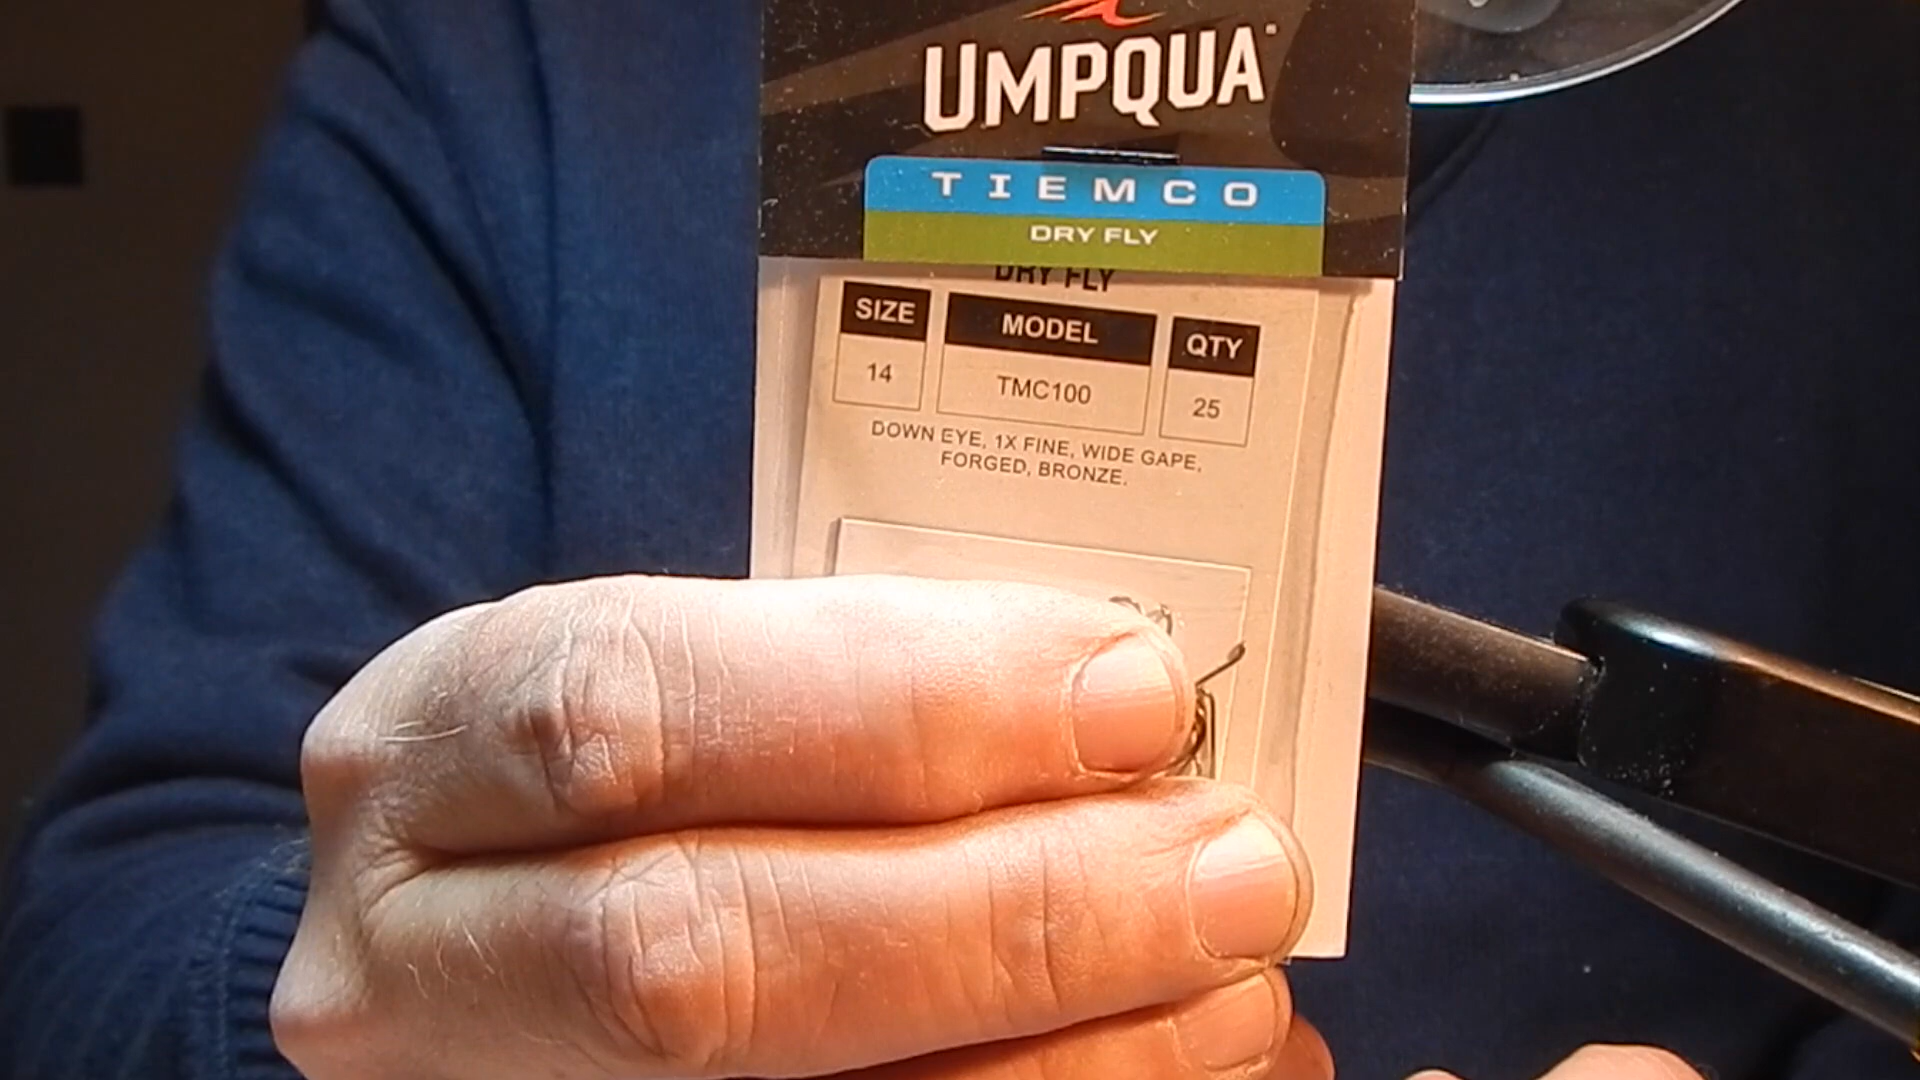 UMPQUA
TIEMCO
DRY FLY
DRY FLY
SIZE MODEL QTY
14 TMC100 25
DOWN EYE, 1X FINE, WIDE GAPE,
FORGED, BRONZE.